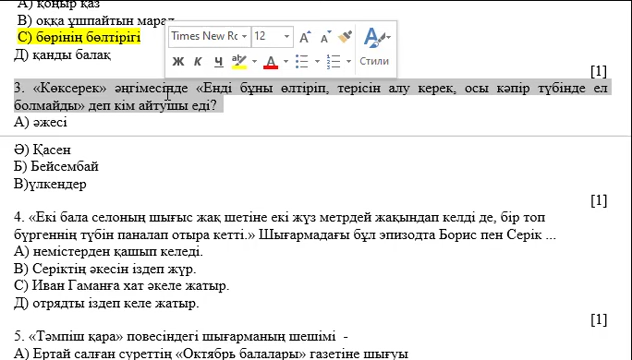 А) қоңыр қаз
В) оққа ұшпайтын марал
С) бөрінің бөлтірігі
Д) қанды балақ
Times New Rc
12
А А
Ж К Ч
Стили
[1]
3. «Көксерек» әңгімесінде «Енді бұны өлтіріп, терісін алу керек, осы кәпір түбінде ел
болмайды» деп кім айтушы еді?
А) әжесі
Ә) Қасен
Б) Бейсембай
В)үлкендер
[1]
4. «Екі бала селоның шығыс жақ шетіне екі жүз метрдей жақындап келді де, бір топ
бүргеннің түбін паналап отыра кетті.» Шығармадағы бұл эпизодта Борис пен Серік ...
А) немістерден қашып келеді.
В) Серіктің әкесін іздеп жүр.
С) Иван Гаманға хат әкеле жатыр.
Д) отрядты іздеп келе жатыр.
[1]
5. «Тәмпіш қара» повесіндегі шығарманың шешімі -
А) Ертай салған суреттің «Октябрь балалары» газетіне шығуы